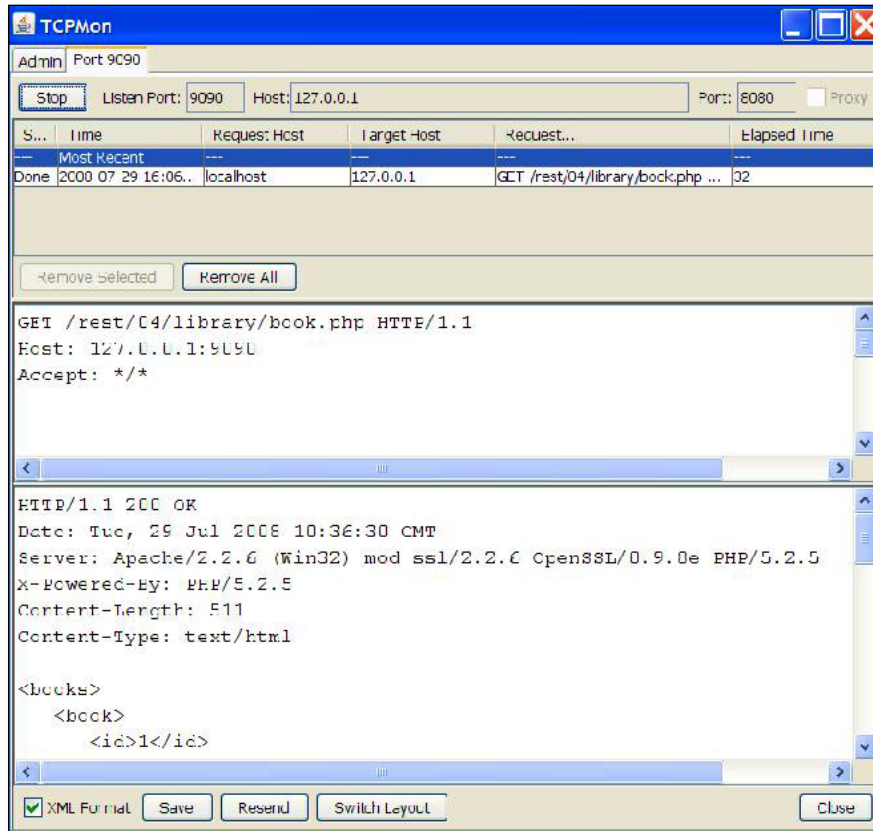 TCPMon
Admin Port 9090
Stop Listen Port: 9090 Host: 127.0.0.1 Port: 8080 Proxy
S... Time Request Host Target Host Request... Elapsed Time
--- Most Recent --- --- --- ---
Done 2008 07 29 16:06... localhost 127.0.0.1 GET /rest/04/library/book.php ... 32
Remove Selected Remove All
GET /rest/04/library/book.php HTTP/1.1
Host: 127.0.0.1:9090
Accept: */*
HTTP/1.1 200 OK
Date: Tue, 29 Jul 2008 10:36:30 GMT
Server: Apache/2.2.6 (Win32) mod_ssl/2.2.6 OpenSSL/0.9.8e PHP/5.2.5
X-Powered-By: PHP/5.2.5
Content-Length: 511
Content-Type: text/html
<books>
<book>
<id>1</id>
XML Format Save Resend Switch Layout Close